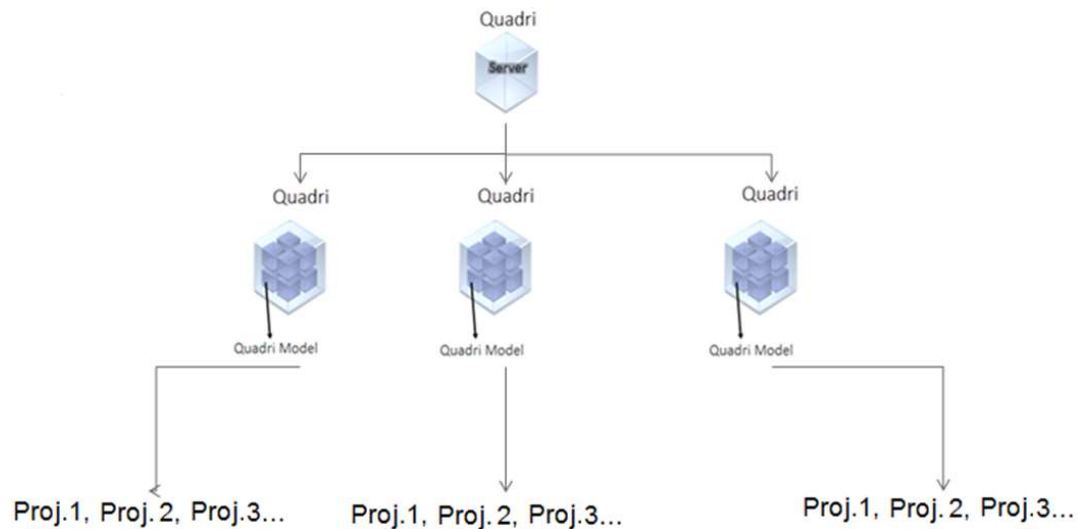 Quadri
Server
Quadri Quadri Quadri
Quadri Model Quadri Model Quadri Model
Proj.1, Proj. 2, Proj.3... Proj.1, Proj. 2, Proj.3... Proj.1, Proj. 2, Proj.3...